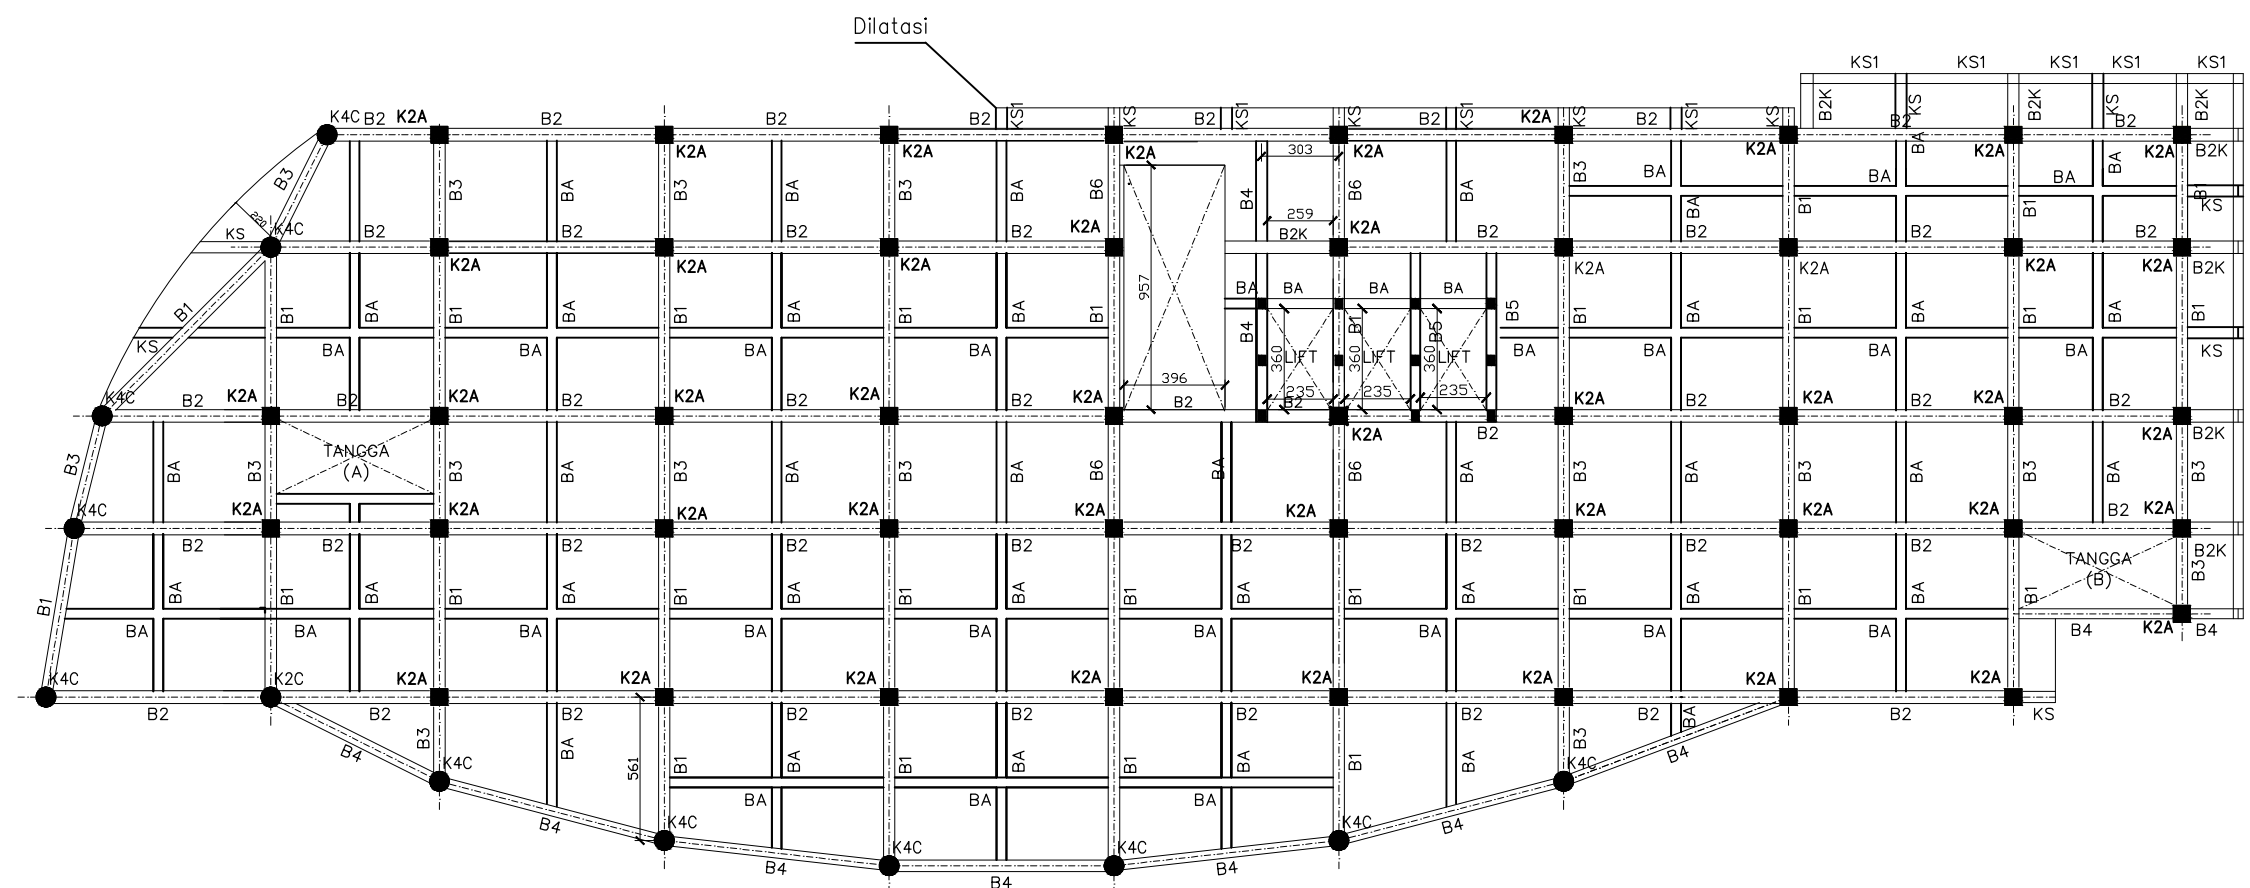 Dilatasi
KS1 KS1 KS1 KS1 KS1
B2K KS B2K KS B2K
KS1 KS KS1 KS KS1 KS KS1 KS
K4C B2 K2A B2 B2 B2 B2 B2 K2A B2 B2 B2
K2A K2A K2A K2A K2A K2A K2A B2K
303
B3 B3 BA B3 BA B3 BA B6 B4 B6 BA B3 BA BA BA BA BA
BA B1 B1 B1
KS
220 259
K4C K2A K2A
KS B2 B2 B2 B2 B2K B2 B2 B2 B2
K2A K2A K2A K2A K2A K2A K2A B2K
957
BA BA BA BA
B1 B1 BA B1 BA B1 BA B1 BA B1 B4 B1 B5 B5 B1 BA B1 BA B1 BA B1
360 LIFT 360 LIFT 360 LIFT
KS BA BA BA BA BA BA BA KS
396 235 235 235
K4C B2 K2A B2 K2A B2 K2A B2 K2A B2 K2A B2 B2 K2A B2 K2A B2 K2A B2
K2A B2 K2A B2K
TANGGA
(A)
B3 BA B3 B3 BA B3 BA B3 BA B6 BA B6 BA B3 BA B3 BA B3 BA B3
K4C K2A K2A K2A K2A K2A K2A K2A K2A K2A B2 K2A
B2 B2 B2 B2 B2 B2 B2 B2 B2 B2K
TANGGA
(B)
B1 BA B1 BA B1 BA B1 BA B1 BA B1 BA B1 BA B1 BA B1 BA B1 B3
BA BA BA BA BA BA BA BA BA B4 K2A B4
K4C K2C K2A K2A K2A K2A K2A K2A K2A K2A
B2 B2 B2 B2 B2 B2 B2 B2 B2 KS
B4 B3 BA 561 B1 BA B1 BA B1 BA B1 BA B3 BA B4
K4C K4C
BA BA BA
B4 K4C K4C K4C K4C B4
B4 B4 B4